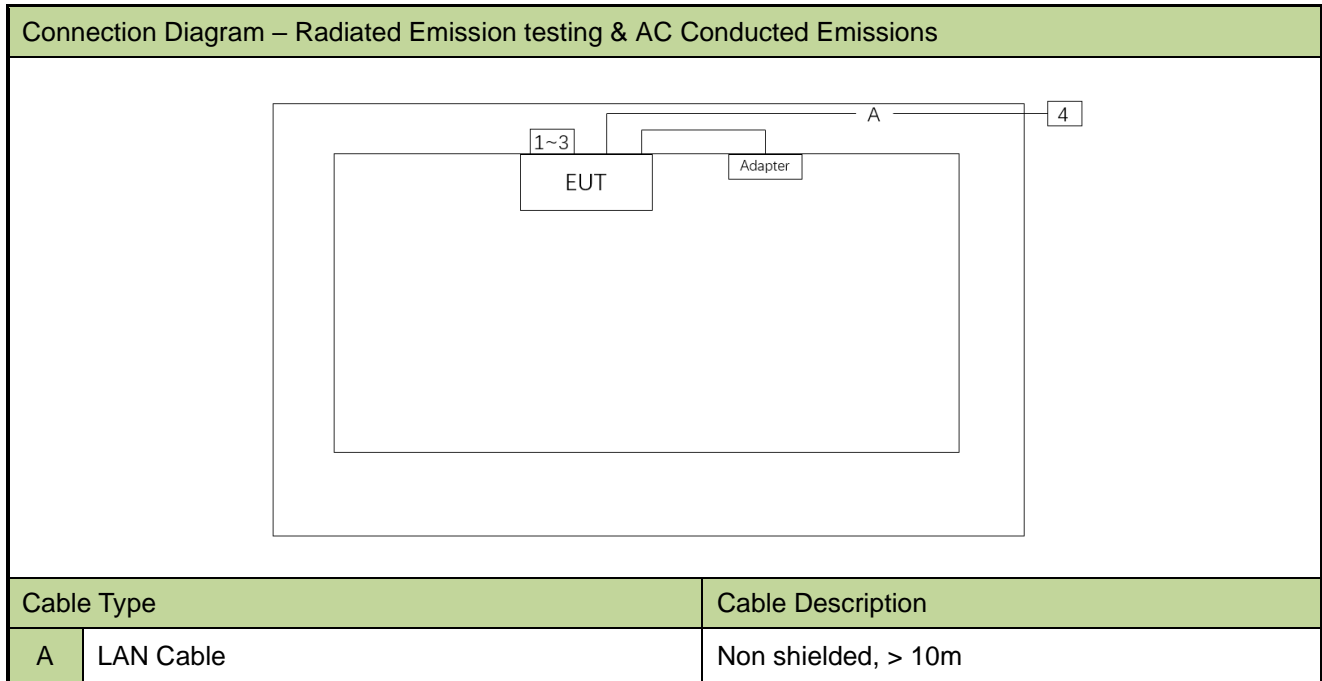 Connection Diagram – Radiated Emission testing & AC Conducted Emissions
A
4
1~3
Adapter
EUT
Cable Type
Cable Description
A
LAN Cable
Non shielded, > 10m